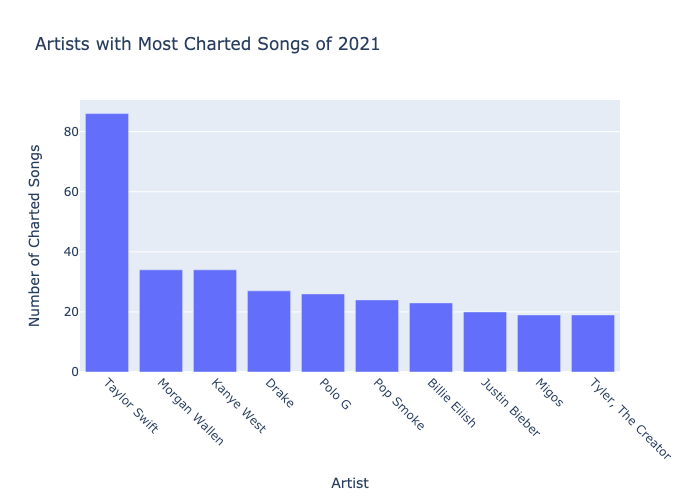 Artists with Most Charted Songs of 2021
Number of Charted Songs
80
60
40
20
0
Taylor Swift
Morgan Wallen
Kanye West
Drake
Polo G
Pop Smoke
Billie Eilish
Justin Bieber
Migos
Tyler, The Creator
Artist